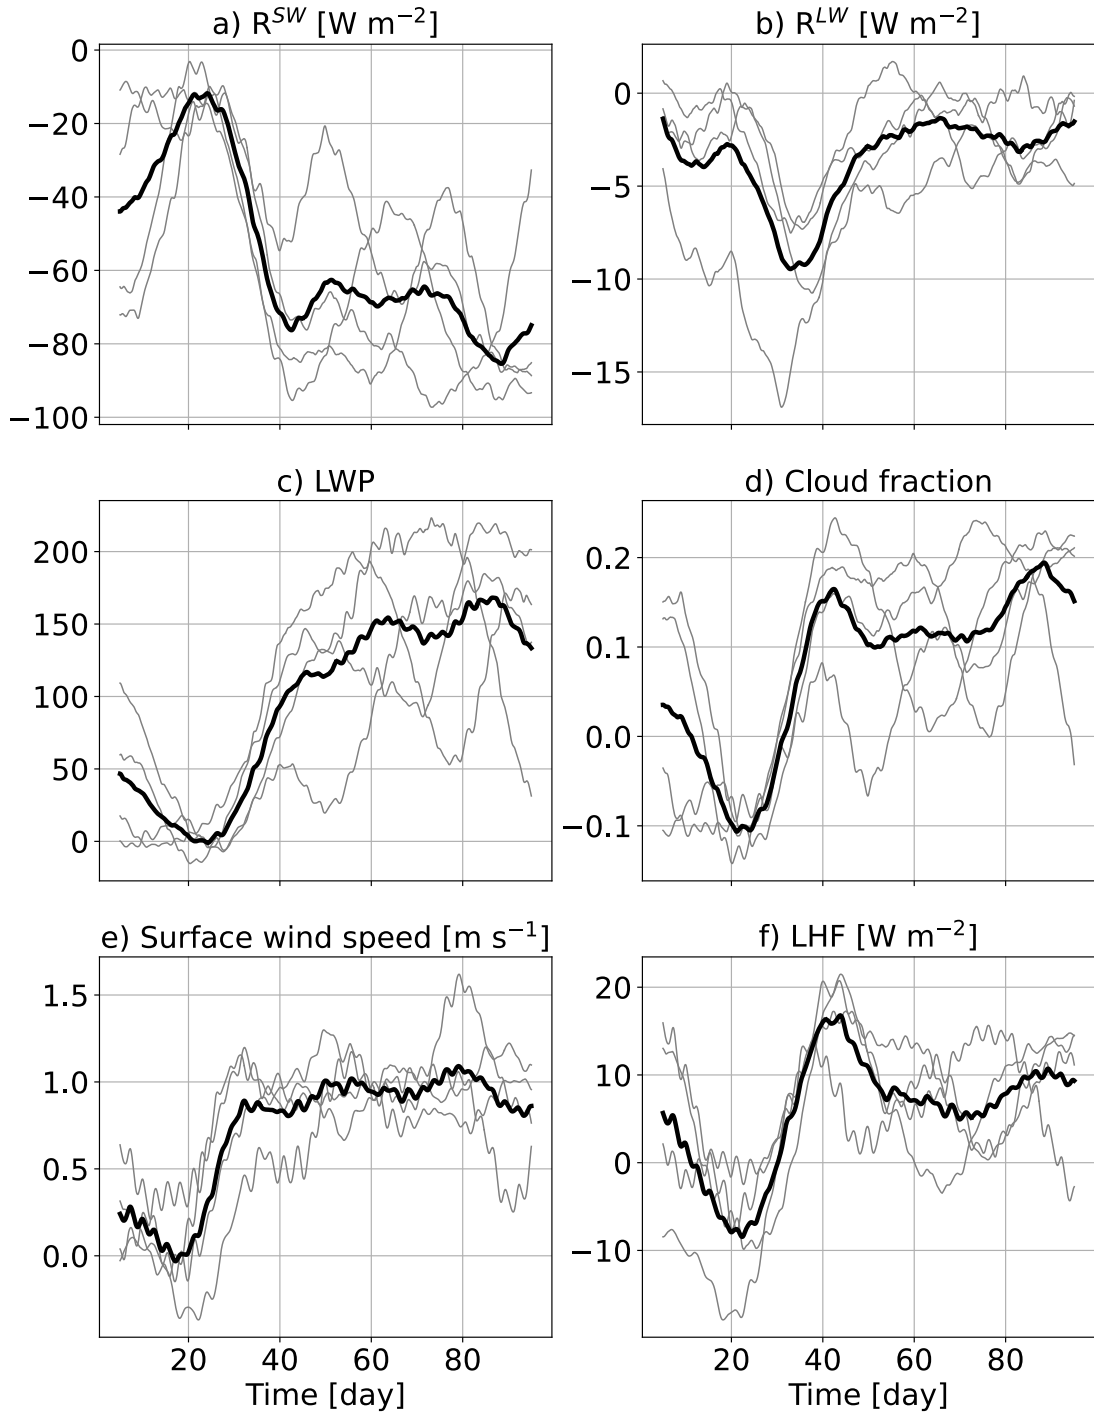 a) R^SW [W m⁻²]
b) R^LW [W m⁻²]
0
−20
−40
−60
−80
−100
0
−5
−10
−15
c) LWP
d) Cloud fraction
200
150
100
50
0
0.2
0.1
0.0
−0.1
e) Surface wind speed [m s⁻¹]
f) LHF [W m⁻²]
1.5
1.0
0.5
0.0
20
10
0
−10
20 40 60 80
20 40 60 80
Time [day]
Time [day]